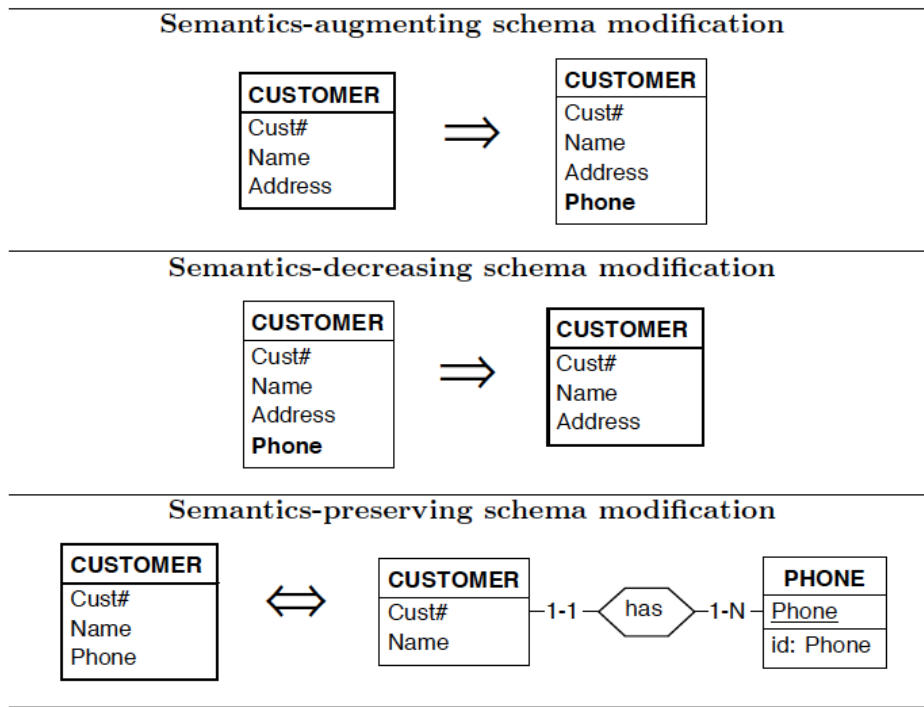 Semantics-augmenting schema modification
CUSTOMER
Cust#
Name
Address
⇒
CUSTOMER
Cust#
Name
Address
Phone
Semantics-decreasing schema modification
CUSTOMER
Cust#
Name
Address
Phone
⇒
CUSTOMER
Cust#
Name
Address
Semantics-preserving schema modification
CUSTOMER
Cust#
Name
Phone
⇔
CUSTOMER
Cust#
Name
1-1
has
1-N
PHONE
Phone
id: Phone